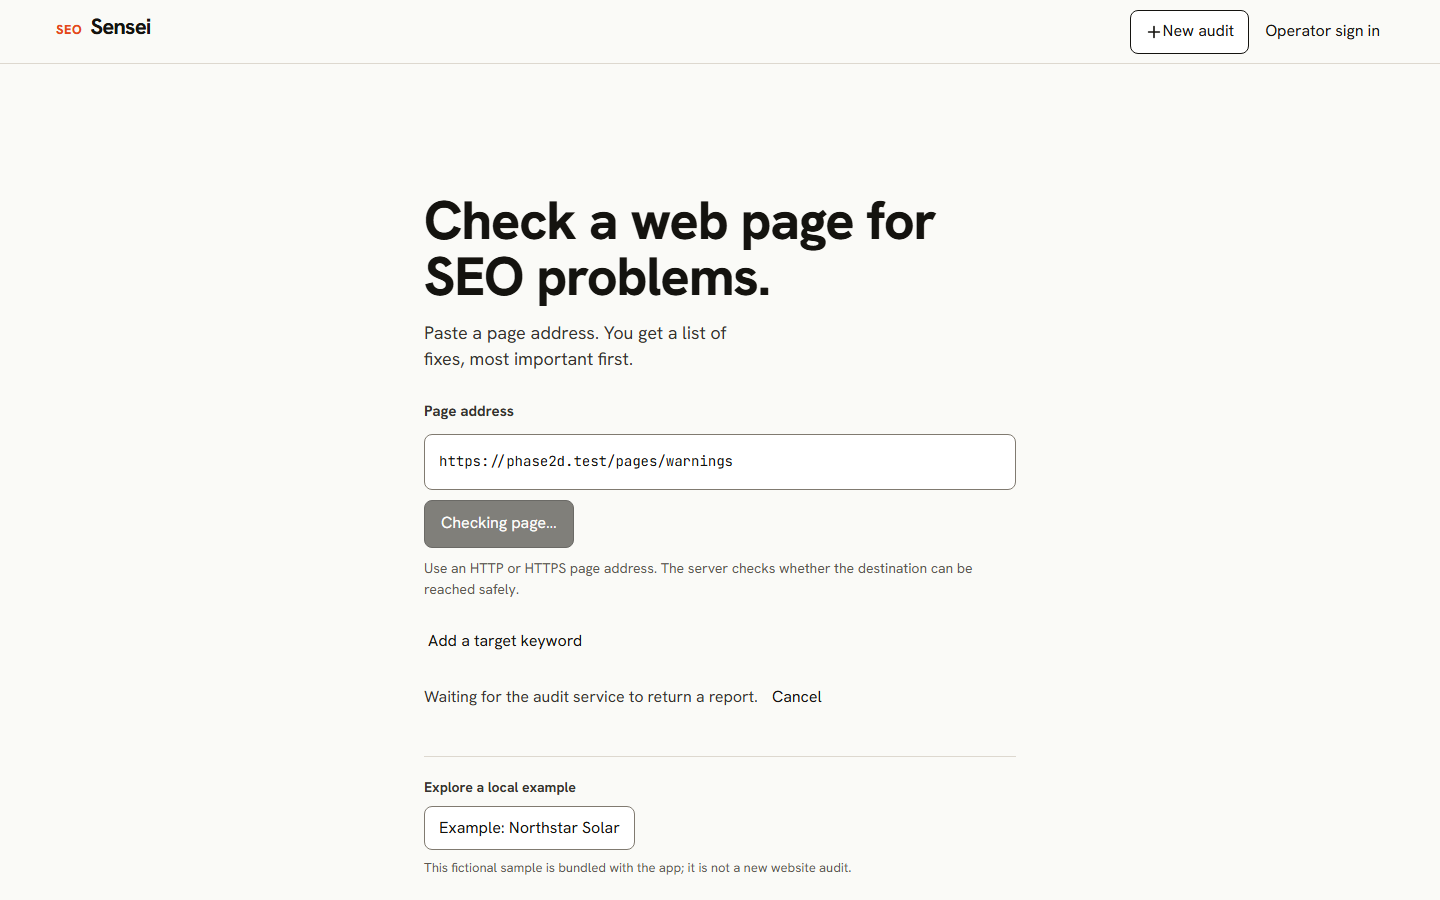 SEO Sensei
+New audit
Operator sign in
Check a web page for
SEO problems.
Paste a page address. You get a list of
fixes, most important first.
Page address
https://phase2d.test/pages/warnings
Checking page…
Use an HTTP or HTTPS page address. The server checks whether the destination can be
reached safely.
Add a target keyword
Waiting for the audit service to return a report. Cancel
Explore a local example
Example: Northstar Solar
This fictional sample is bundled with the app; it is not a new website audit.